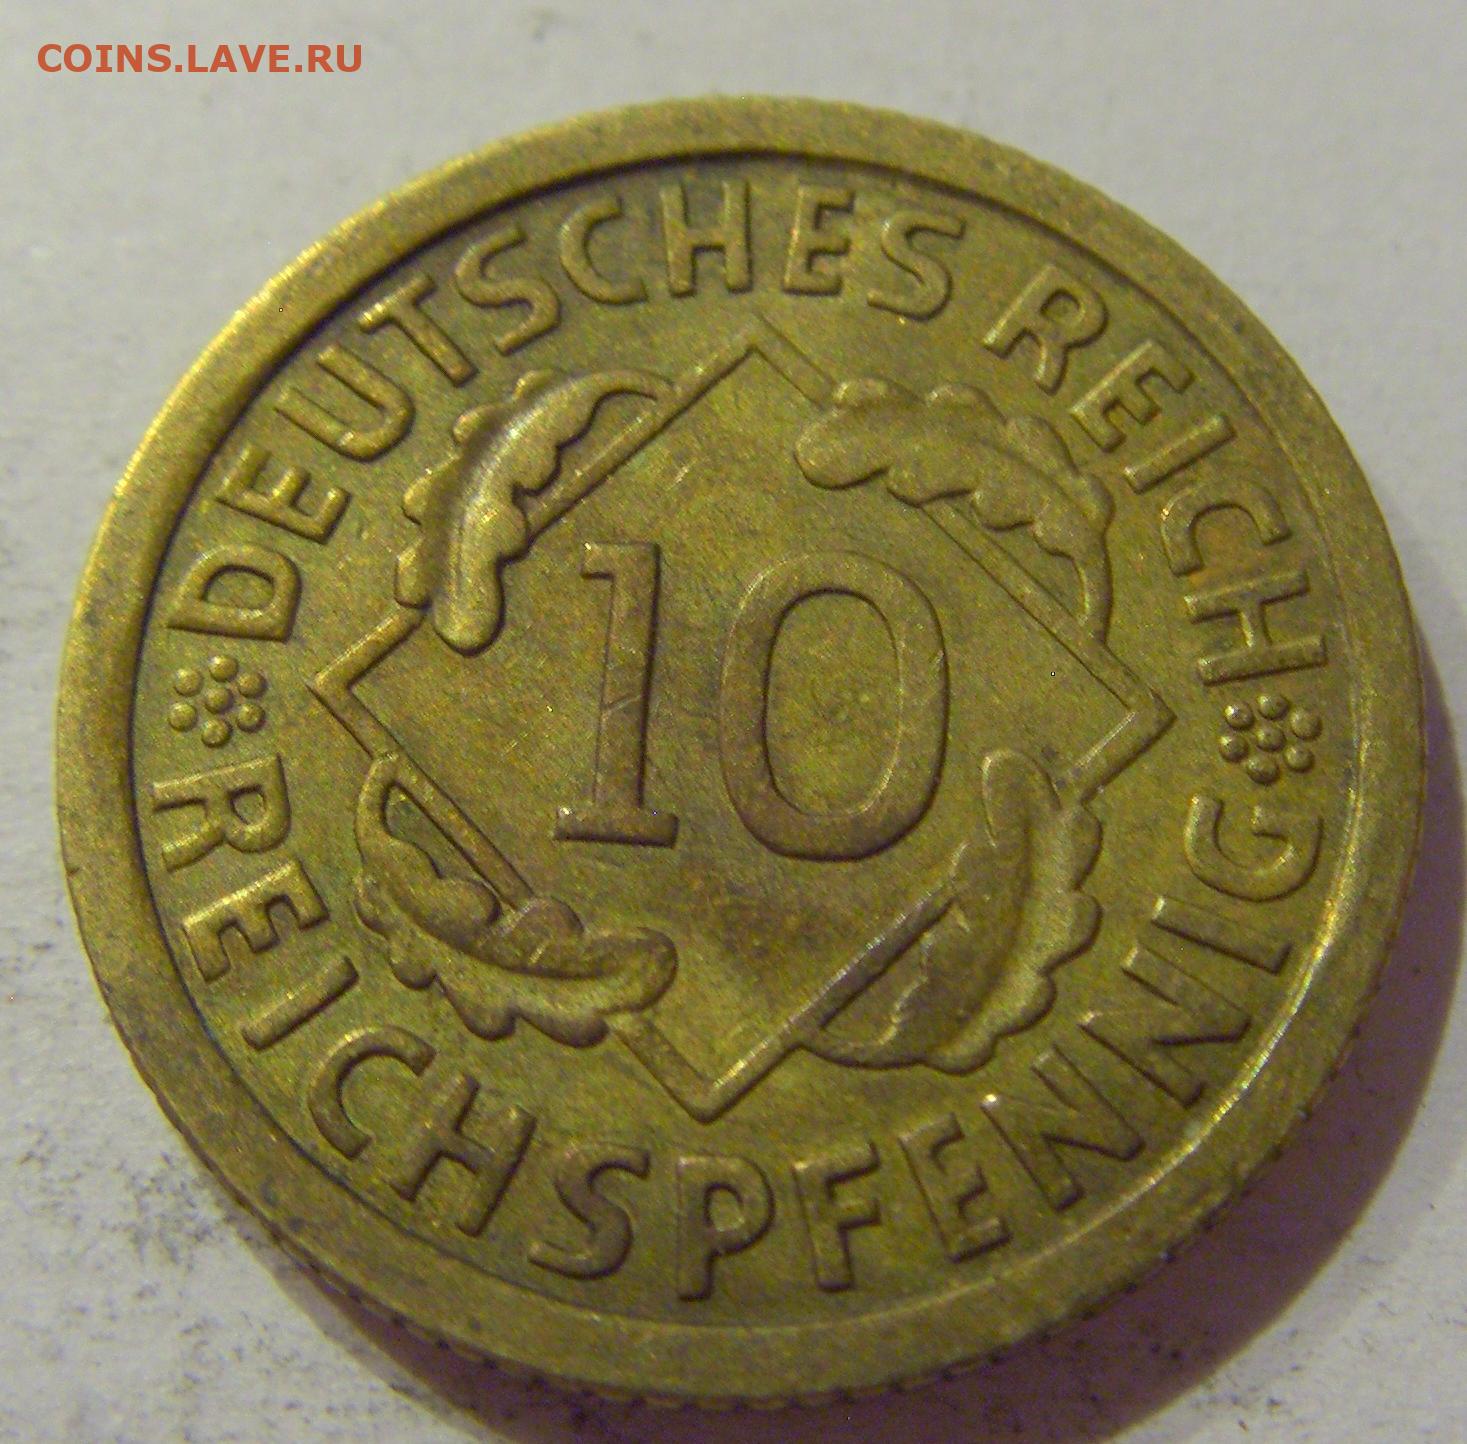 COINS.LAVE.RU
DEUTSCHES REICH
10
REICHSPFENNIG